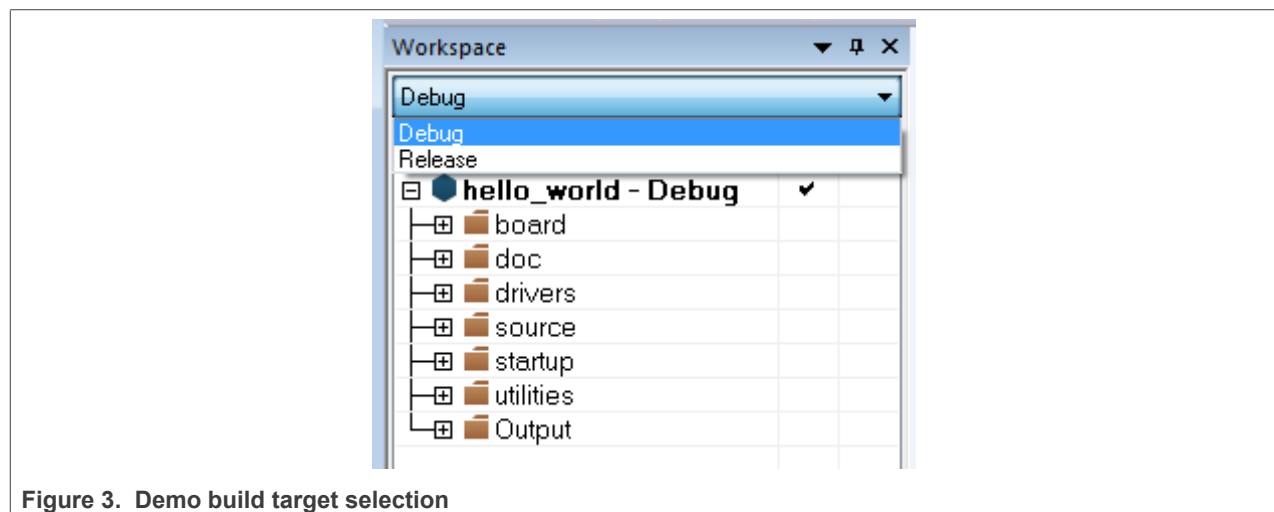 Workspace
Debug
Debug
Release
hello_world - Debug
board
doc
drivers
source
startup
utilities
Output
Figure 3. Demo build target selection